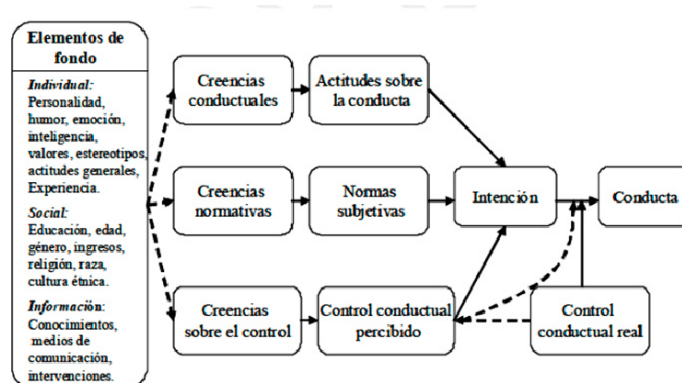 Elementos de
fondo
Individual:
Personalidad,
humor, emoción,
inteligencia,
valores, estereotipos,
actitudes generales,
Experiencia.
Social:
Educación, edad,
género, ingresos,
religión, raza,
cultura étnica.
Información:
Conocimientos,
medios de
comunicación,
intervenciones.
Creencias
conductuales
Actitudes sobre
la conducta
Creencias
normativas
Normas
subjetivas
Intención
Conducta
Creencias
sobre el control
Control conductual
percibido
Control
conductual real